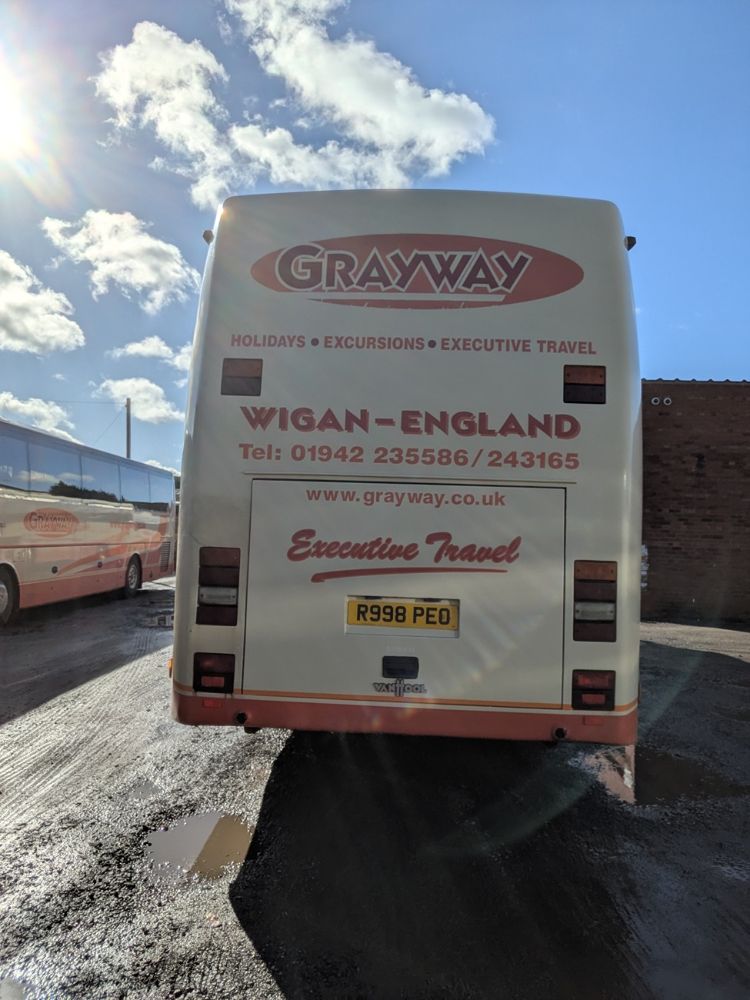 GRAYWAY
HOLIDAYS • EXCURSIONS • EXECUTIVE TRAVEL
WIGAN-ENGLAND
Tel: 01942 235586/243165
www.grayway.co.uk
Executive Travel
R998 PEO
VANHOOL
GRAYWAY